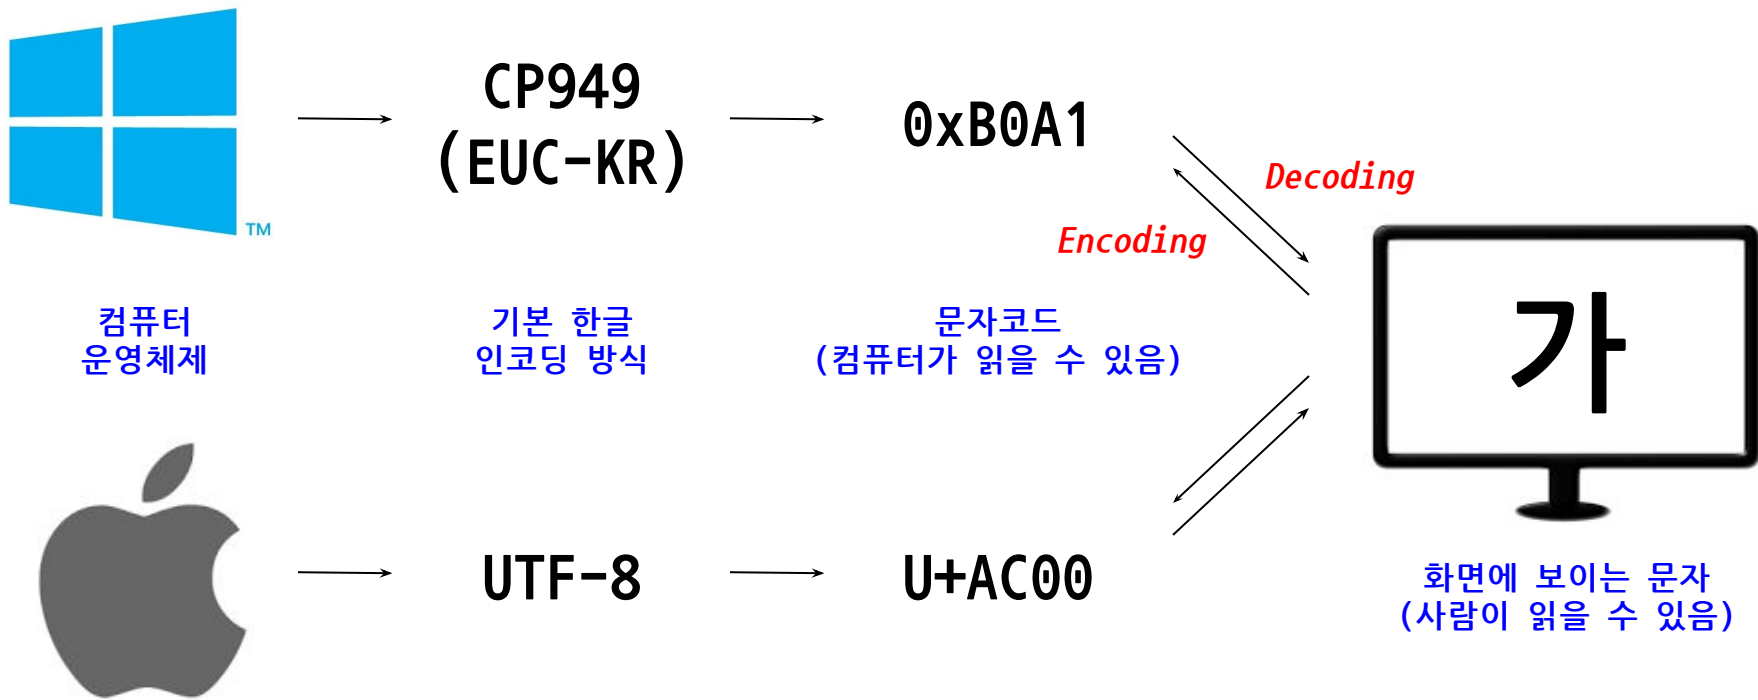 CP949
(EUC-KR)
0xB0A1
Decoding
Encoding
TM
컴퓨터
운영체제
기본 한글
인코딩 방식
문자코드
(컴퓨터가 읽을 수 있음)
가
UTF-8
U+AC00
화면에 보이는 문자
(사람이 읽을 수 있음)